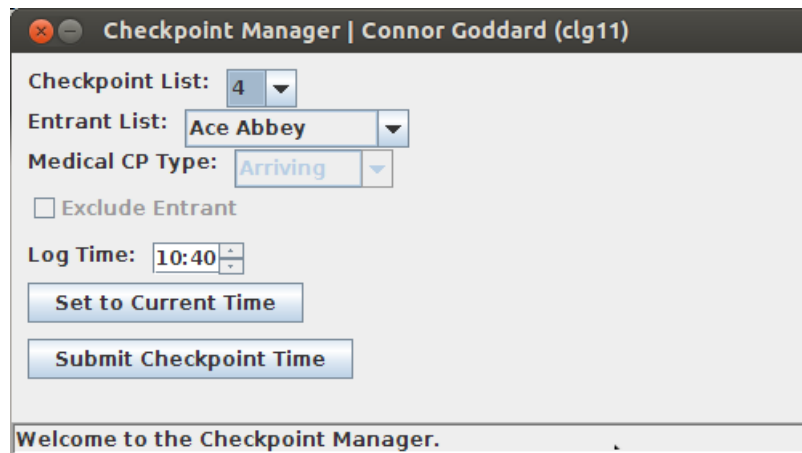 Checkpoint Manager | Connor Goddard (clg11)
Checkpoint List: 4
Entrant List: Ace Abbey
Medical CP Type: Arriving
Exclude Entrant
Log Time: 10:40
Set to Current Time
Submit Checkpoint Time
Welcome to the Checkpoint Manager.